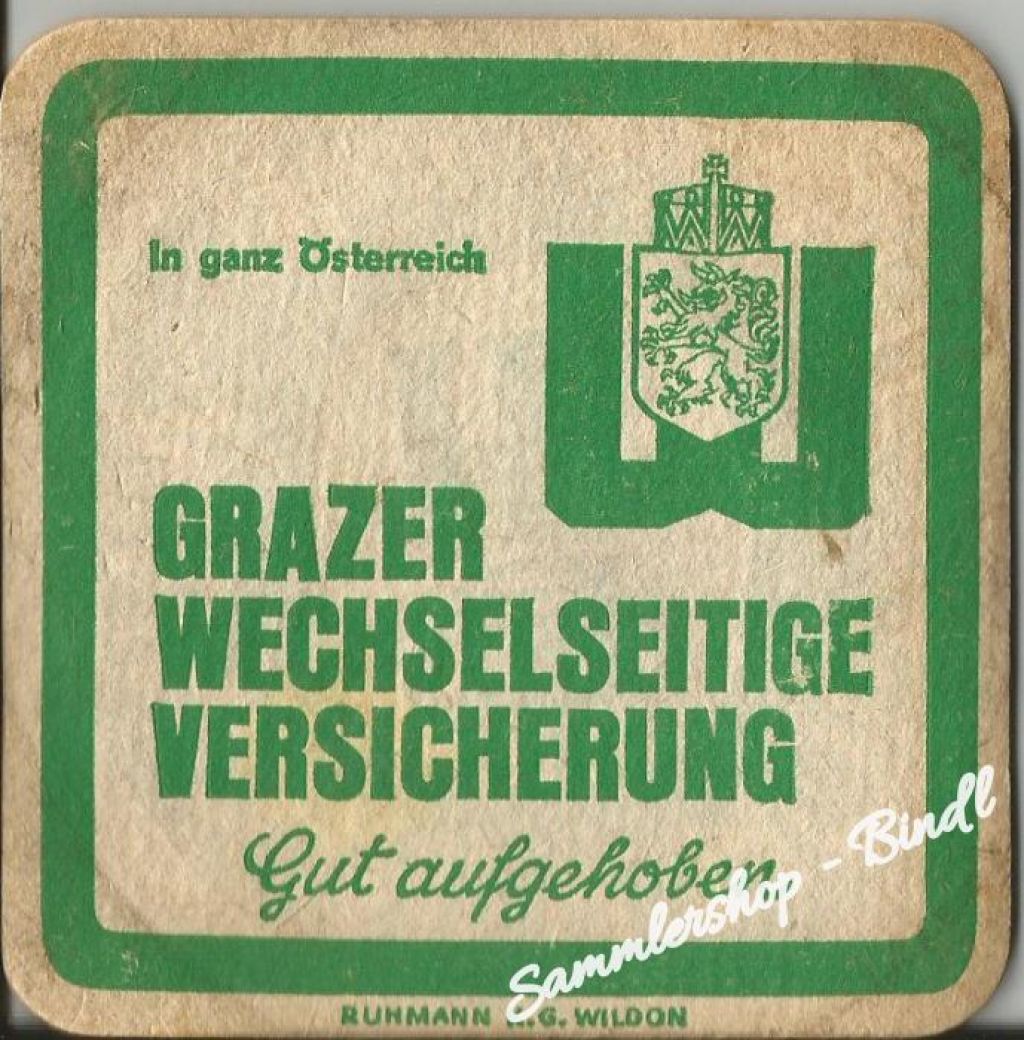 In ganz Österreich
W
GRAZER
WECHSELSEITIGE
VERSICHERUNG
Gut aufgehoben
Sammlershop - Bindl
RUHMANN A.G. WILDON